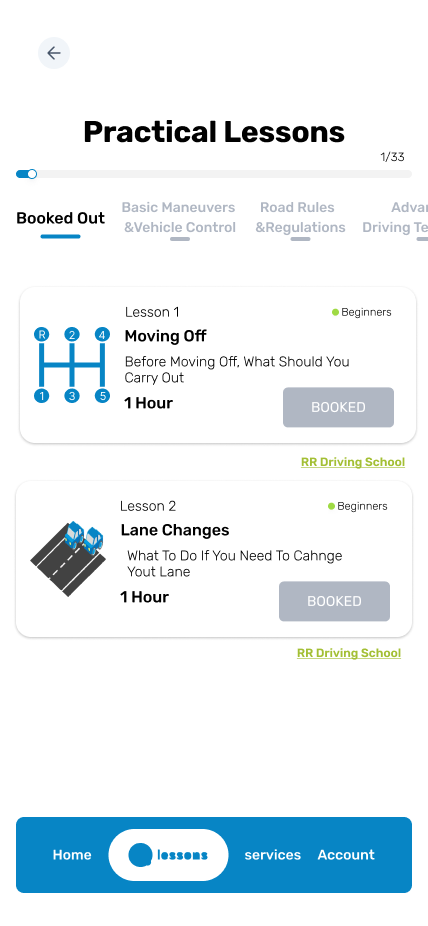 Practical Lessons
1/33
Booked Out
Basic Maneuvers
&Vehicle Control
Road Rules
&Regulations
Advan
Driving Te
Lesson 1
Beginners
Moving Off
R 2 4
1 3 5
Before Moving Off, What Should You
Carry Out
1 Hour
BOOKED
RR Driving School
Lesson 2
Beginners
Lane Changes
What To Do If You Need To Cahnge
Yout Lane
1 Hour
BOOKED
RR Driving School
Home
lessons
services
Account